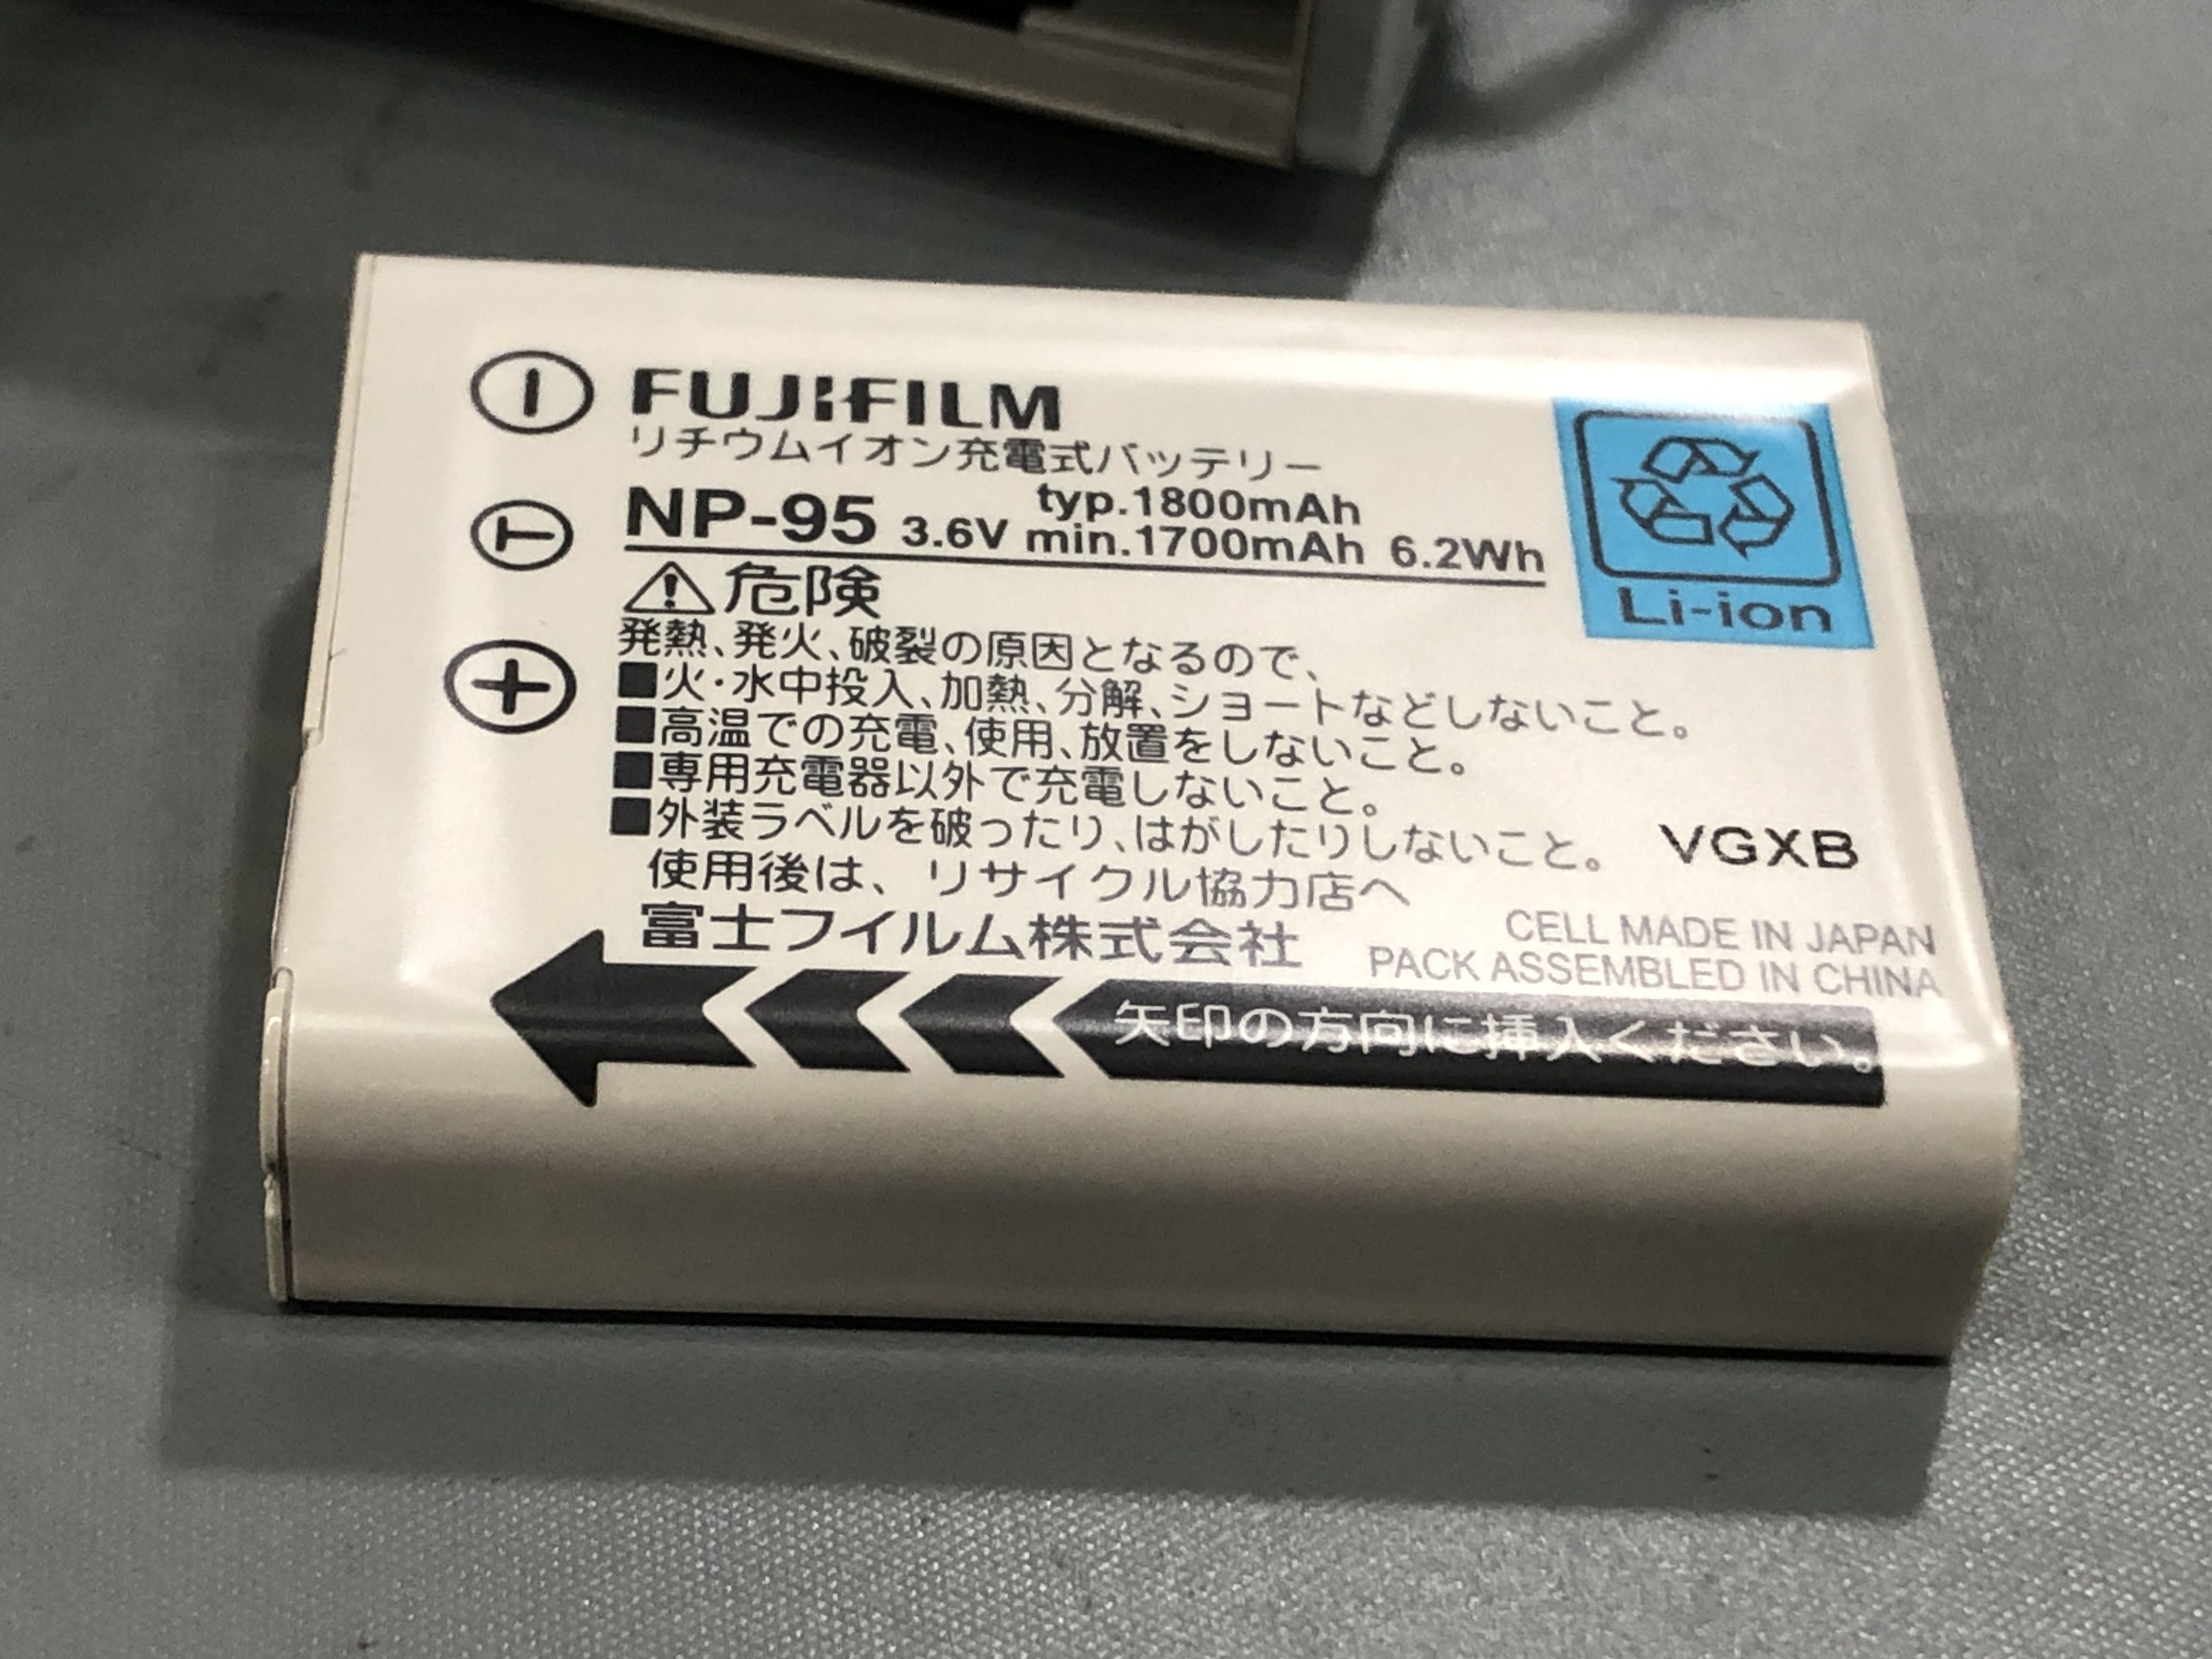 FUJIFILM
リチウムイオン充電式バッテリー
NP-95 3.6V typ.1800mAh min.1700mAh 6.2Wh
Li-ion
危険
発熱、発火、破裂の原因となるので、
■火・水中投入、加熱、分解、ショートなどしないこと。
■高温での充電、使用、放置をしないこと。
■専用充電器以外で充電しないこと。
■外装ラベルを破ったり、はがしたりしないこと。
VGXB
使用後は、リサイクル協力店へ
富士フイルム株式会社
CELL MADE IN JAPAN
PACK ASSEMBLED IN CHINA
矢印の方向に挿入ください。
T